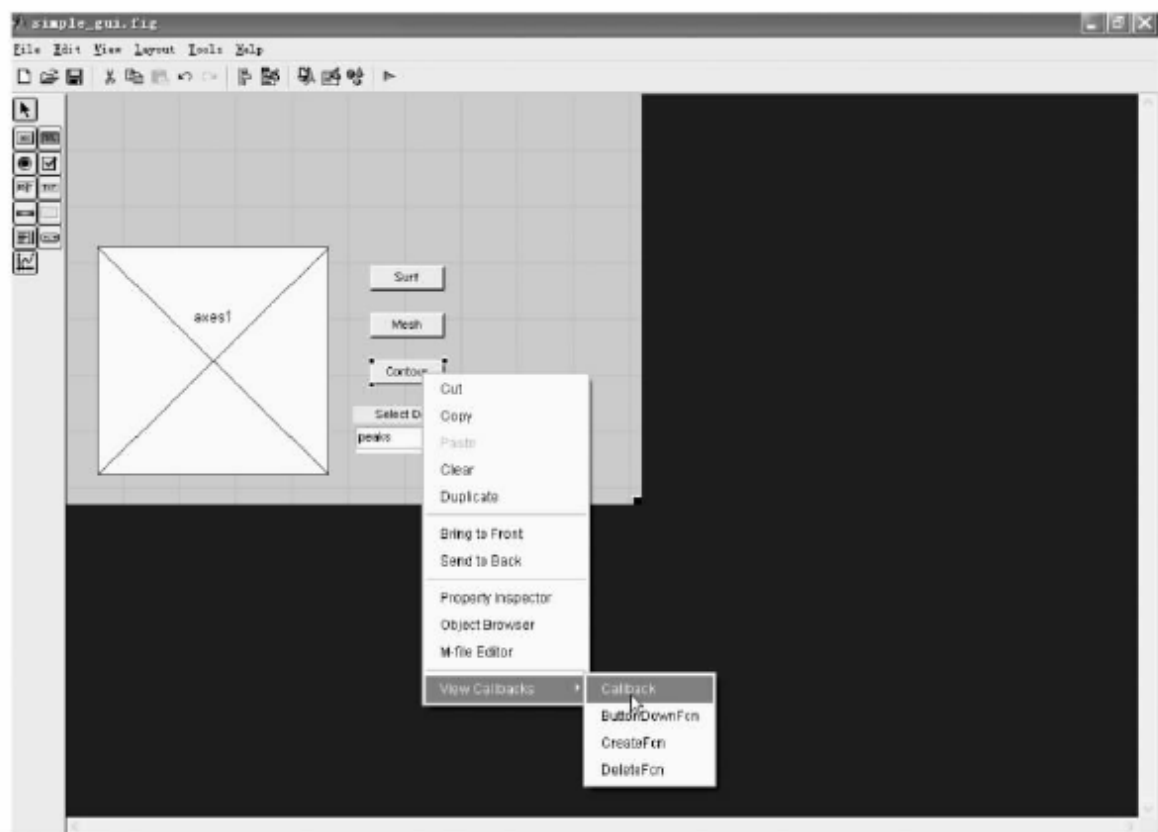 simple_gui.fig
File Edit View Layout Tools Help
axes1
Surf
Mesh
Contour
Select D
peaks
Cut
Copy
Paste
Clear
Duplicate
Bring to Front
Send to Back
Property Inspector
Object Browser
M-file Editor
View Callbacks
Callback
ButtonDownFcn
CreateFcn
DeleteFcn